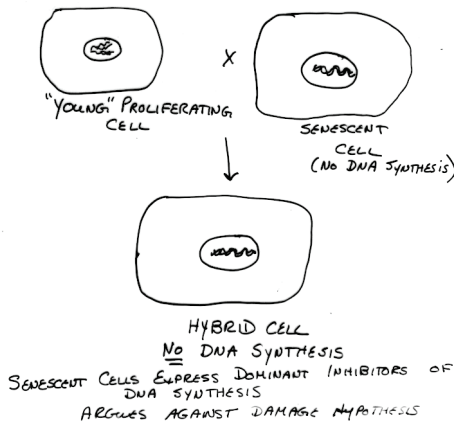 "YOUNG" PROLIFERATING
CELL
X
SENESCENT
CELL
(NO DNA SYNTHESIS)
HYBRID CELL
NO DNA SYNTHESIS
SENESCENT CELLS EXPRESS DOMINANT INHIBITORS OF
DNA SYNTHESIS
ARGUES AGAINST DAMAGE HYPOTHESIS